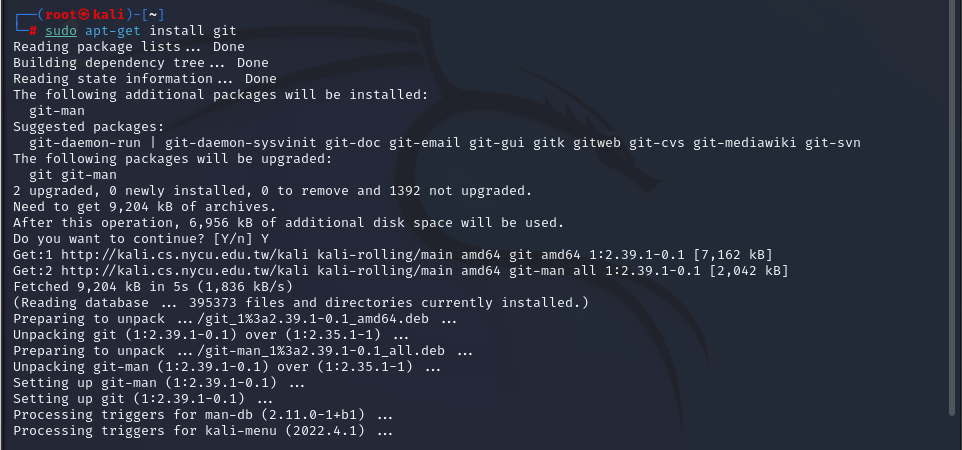 ┌──(root㉿kali)-[~]
└─# sudo apt-get install git
Reading package lists... Done
Building dependency tree... Done
Reading state information... Done
The following additional packages will be installed:
  git-man
Suggested packages:
  git-daemon-run | git-daemon-sysvinit git-doc git-email git-gui gitk gitweb git-cvs git-mediawiki git-svn
The following packages will be upgraded:
  git git-man
2 upgraded, 0 newly installed, 0 to remove and 1392 not upgraded.
Need to get 9,204 kB of archives.
After this operation, 6,956 kB of additional disk space will be used.
Do you want to continue? [Y/n] Y
Get:1 http://kali.cs.nycu.edu.tw/kali kali-rolling/main amd64 git amd64 1:2.39.1-0.1 [7,162 kB]
Get:2 http://kali.cs.nycu.edu.tw/kali kali-rolling/main amd64 git-man all 1:2.39.1-0.1 [2,042 kB]
Fetched 9,204 kB in 5s (1,836 kB/s)
(Reading database ... 395373 files and directories currently installed.)
Preparing to unpack .../git_1%3a2.39.1-0.1_amd64.deb ...
Unpacking git (1:2.39.1-0.1) over (1:2.35.1-1) ...
Preparing to unpack .../git-man_1%3a2.39.1-0.1_all.deb ...
Unpacking git-man (1:2.39.1-0.1) over (1:2.35.1-1) ...
Setting up git-man (1:2.39.1-0.1) ...
Setting up git (1:2.39.1-0.1) ...
Processing triggers for man-db (2.11.0-1+b1) ...
Processing triggers for kali-menu (2022.4.1) ...